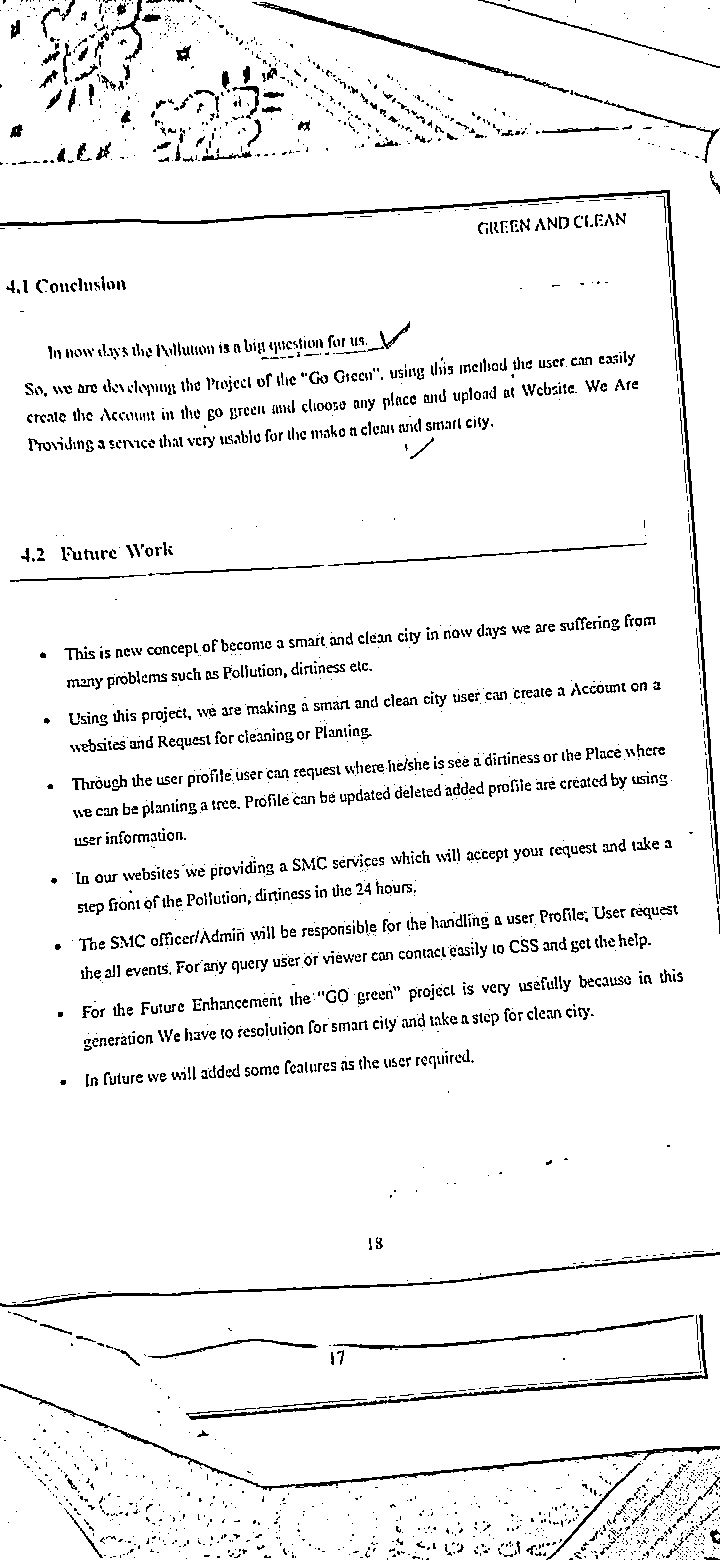 GREEN AND CLEAN
4.1 Conclusion
In now days the Pollution is a big question for us.
So, we are developing the Project of the "Go Green", using this method the user can easily
create the Account in the go green and choose any place and upload at Website. We Are
Providing a service that very usable for the make a clean and smart city.
4.2 Future Work
• This is new concept of become a smart and clean city in now days we are suffering from
many problems such as Pollution, dirtiness etc.
• Using this project, we are making a smart and clean city user can create a Account on a
websites and Request for cleaning or Planting.
• Through the user profile user can request where he/she is see a dirtiness or the Place where
we can be planting a tree. Profile can be updated deleted added profile are created by using
user information.
• In our websites we providing a SMC services which will accept your request and take a
step front of the Pollution, dirtiness in the 24 hours.
• The SMC officer/Admin will be responsible for the handling a user Profile; User request
the all events. For any query user or viewer can contact easily to CSS and get the help.
• For the Future Enhancement the "GO green" project is very usefully because in this
generation We have to resolution for smart city and take a step for clean city.
• In future we will added some features as the user required.
18
17